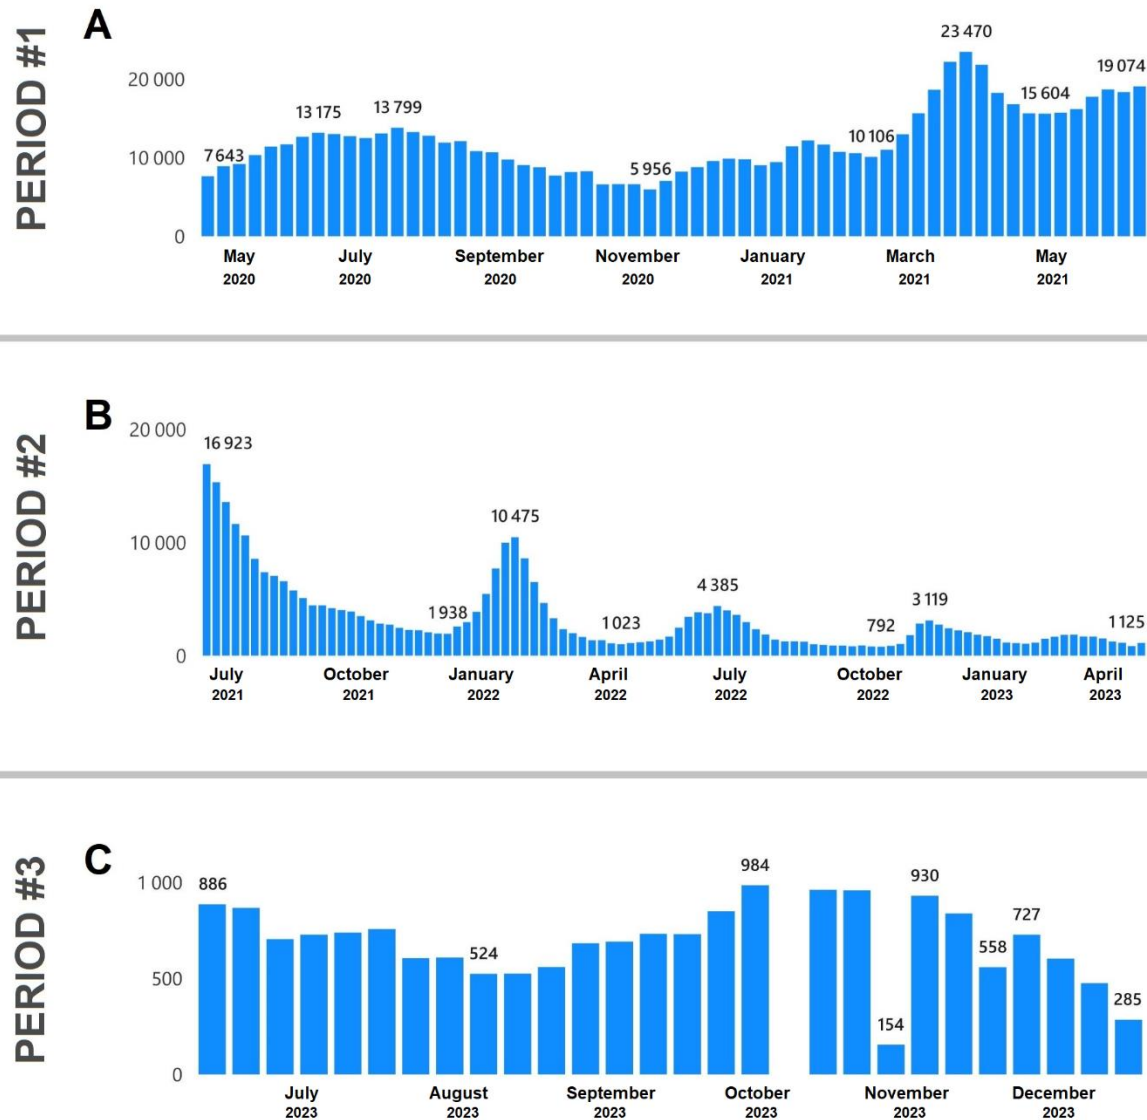 PERIOD #1
A
23 470
20 000
19 074
13 175
13 799
15 604
10 106
10 000
7 643
5 956
0
May
2020
July
2020
September
2020
November
2020
January
2021
March
2021
May
2021
PERIOD #2
B
20 000
16 923
10 475
10 000
4 385
3 119
1 938
1 023
792
1 125
0
July
2021
October
2021
January
2022
April
2022
July
2022
October
2022
January
2023
April
2023
PERIOD #3
C
984
1 000
886
930
727
524
558
500
285
154
0
July
2023
August
2023
September
2023
October
2023
November
2023
December
2023